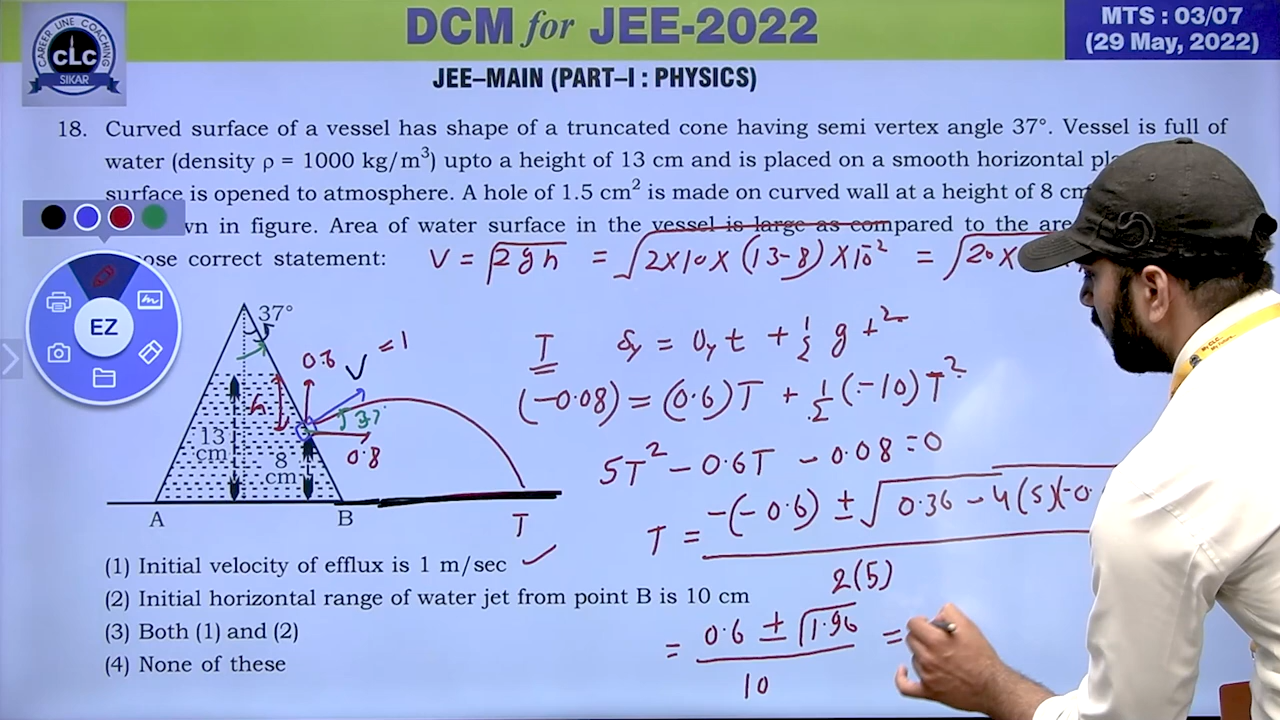 DCM for JEE-2022
MTS : 03/07
(29 May, 2022)
CAREER LINE COACHING
CLC
SIKAR
JEE–MAIN (PART–I : PHYSICS)
18. Curved surface of a vessel has shape of a truncated cone having semi vertex angle 37°. Vessel is full of
water (density ρ = 1000 kg/m³) upto a height of 13 cm and is placed on a smooth horizontal
surface is opened to atmosphere. A hole of 1.5 cm² is made on curved wall at a height of 8 cm
in figure. Area of water surface in the vessel is large as compared to the
correct statement:
V = √2gh = √2×10×(13-8)×10⁻² = √20×
37°
0.6
V = 1
37°
h
0.8
13
cm
8
cm
A
B
T
EZ
T
Sy = Uyt + ½ g t²
(-0.08) = (0.6)T + ½ (-10)T²
5T² - 0.6T - 0.08 = 0
T = -(-0.6) ± √0.36 - 4(5)(-0.
2(5)
= 0.6 ± √1.96 =
10
(1) Initial velocity of efflux is 1 m/sec ✓
(2) Initial horizontal range of water jet from point B is 10 cm
(3) Both (1) and (2)
(4) None of these